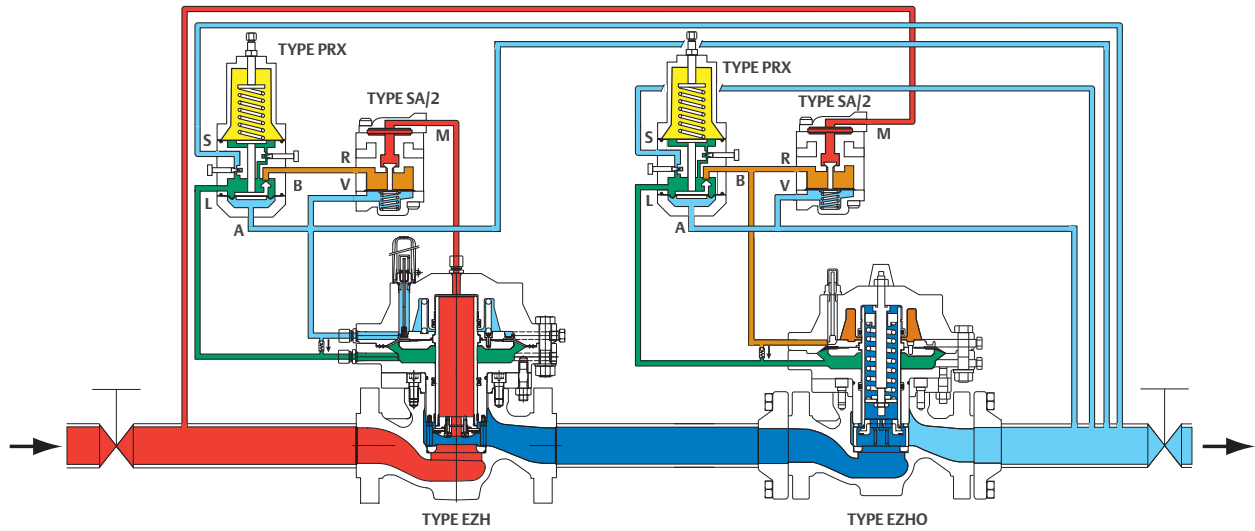 TYPE PRX
TYPE SA/2
S
M
R
B
V
L
A
TYPE PRX
TYPE SA/2
S
M
R
B
V
L
A
TYPE EZH
TYPE EZHO